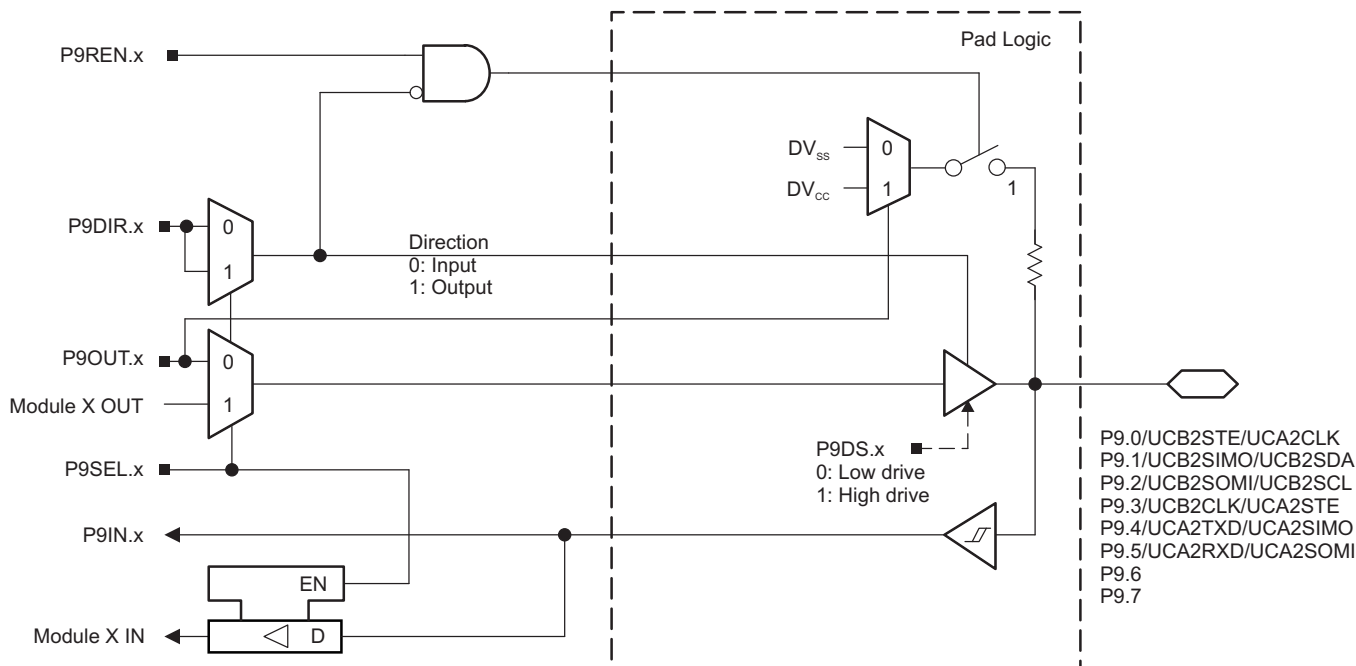 Pad Logic
P9REN.x
DVSS
0
DVCC
1
1
P9DIR.x
0
1
Direction
0: Input
1: Output
P9OUT.x
0
Module X OUT
1
P9DS.x
0: Low drive
1: High drive
P9SEL.x
P9IN.x
EN
Module X IN
D
P9.0/UCB2STE/UCA2CLK
P9.1/UCB2SIMO/UCB2SDA
P9.2/UCB2SOMI/UCB2SCL
P9.3/UCB2CLK/UCA2STE
P9.4/UCA2TXD/UCA2SIMO
P9.5/UCA2RXD/UCA2SOMI
P9.6
P9.7